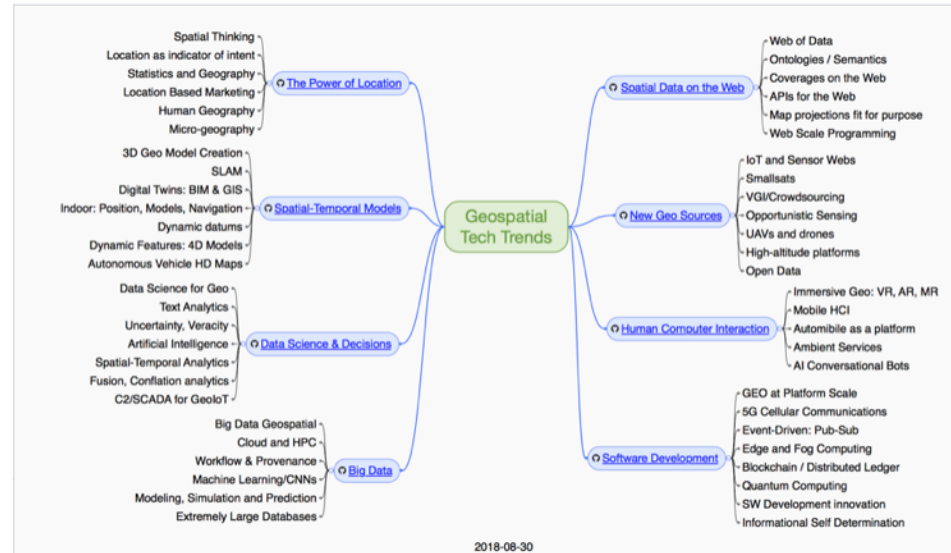 Geospatial
Tech Trends
The Power of Location
Spatial Thinking
Location as indicator of intent
Statistics and Geography
Location Based Marketing
Human Geography
Micro-geography
Spatial-Temporal Models
3D Geo Model Creation
SLAM
Digital Twins: BIM & GIS
Indoor: Position, Models, Navigation
Dynamic datums
Dynamic Features: 4D Models
Autonomous Vehicle HD Maps
Data Science & Decisions
Data Science for Geo
Text Analytics
Uncertainty, Veracity
Artificial Intelligence
Spatial-Temporal Analytics
Fusion, Conflation analytics
C2/SCADA for GeoIoT
Big Data
Big Data Geospatial
Cloud and HPC
Workflow & Provenance
Machine Learning/CNNs
Modeling, Simulation and Prediction
Extremely Large Databases
Spatial Data on the Web
Web of Data
Ontologies / Semantics
Coverages on the Web
APIs for the Web
Map projections fit for purpose
Web Scale Programming
New Geo Sources
IoT and Sensor Webs
Smallsats
VGI/Crowdsourcing
Opportunistic Sensing
UAVs and drones
High-altitude platforms
Open Data
Human Computer Interaction
Immersive Geo: VR, AR, MR
Mobile HCI
Automibile as a platform
Ambient Services
AI Conversational Bots
Software Development
GEO at Platform Scale
5G Cellular Communications
Event-Driven: Pub-Sub
Edge and Fog Computing
Blockchain / Distributed Ledger
Quantum Computing
SW Development innovation
Informational Self Determination
2018-08-30